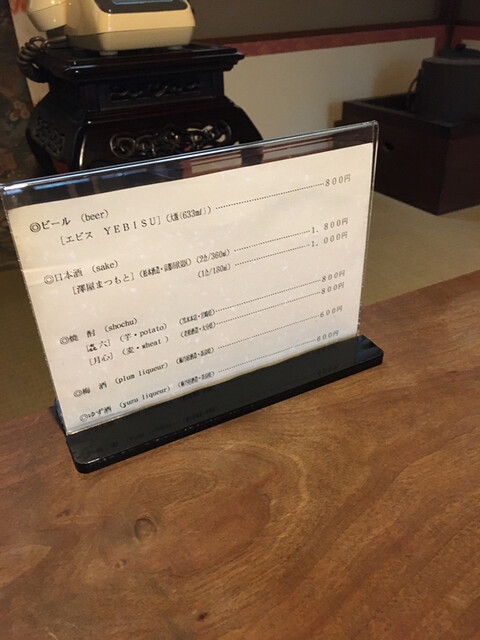 ◎ビール (beer)
[エビス YEBISU] (大瓶(633ml)) ……………… 800円
◎日本酒 (sake)
[澤屋まつもと] (2合/360ml) ……………… 1,800円
(1合/180ml) ……………… 1,000円
◎焼 酎 (shochu)
六] (芋・potato) ……………… 800円
[月心] (麦・wheat) ……………… 800円
◎梅 酒 (plum liqueur) ……………… 600円
◎ゆず酒 (yuzu liqueur) ……………… 600円